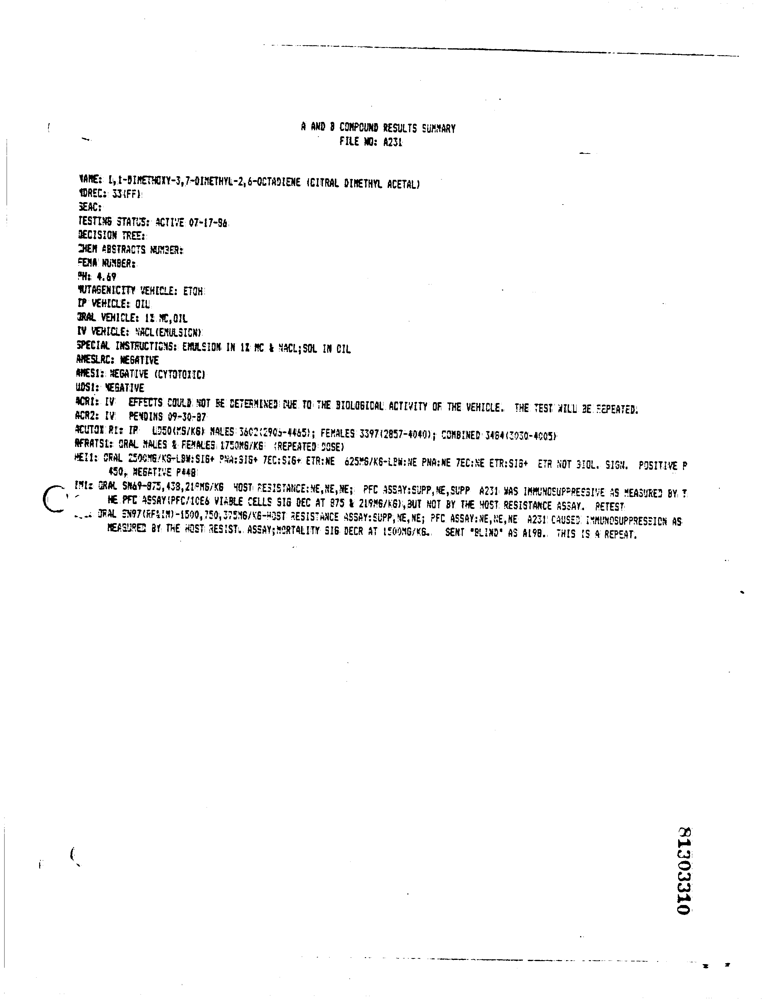 A AND B COMPOUND RESULTS SUMMARY
FILE NO: A231
NAME: 1,1-DIMETHOXY-3,7-DIMETHYL-2,6-OCTADIENE (CITRAL DIMETHYL ACETAL)
33(FF)
SEAC:
TESTING STATUS: ACTIVE 07-17-86
DECISION TREE:
CHEM ABSTRACTS NUMBER:
FEMA NUMBER:
PH: 4.69
MUTAGENICITY VEHICLE: ETOH
IP VEHICLE: OIL
ORAL VEHICLE: 1% MC,OIL
IV VEHICLE: NACL(EMULSION)
SPECIAL INSTRUCTIONS: EMULSION IN 1% MC & NACL;SOL IN OIL
AMESLRC: NEGATIVE
AMES1: NEGATIVE (CYTOTOXIC)
UDS1: NEGATIVE
ACR1: IV EFFECTS COULD NOT BE DETERMINED DUE TO THE BIOLOGICAL ACTIVITY OF THE VEHICLE. THE TEST WILL BE REPEATED.
ACR2: IV PENDING 09-30-87
ACUTOX R1: IP LD50(MG/KG) MALES 3602(2905-4465); FEMALES 3397(2857-4040); COMBINED 3484(3030-4005)
ORAL MALES & FEMALES 1750MG/KG (REPEATED DOSE)
HEI1: ORAL 2500MG/KG-LBW:SIG+ PNA:SIG+ 7EC:SIG+ ETR:NE 625MG/KG-LBW:NE PNA:NE 7EC:NE ETR:SIG+ ETR NOT BIOL. SIGN. POSITIVE P
450, NEGATIVE P448
IM1: ORAL SN69-875,438,219MG/KG HOST RESISTANCE:NE,NE,NE; PFC ASSAY:SUPP,NE,SUPP A231 WAS IMMUNOSUPPRESSIVE AS MEASURED BY T
HE PFC ASSAY(PFC/10E6 VIABLE CELLS SIG DEC AT 875 & 219MG/KG),BUT NOT BY THE HOST RESISTANCE ASSAY. RETEST
ORAL SN97(RF&IM)-1500,750,375MG/KG-HOST RESISTANCE ASSAY:SUPP,NE,NE; PFC ASSAY:NE,NE,NE A231 CAUSED IMMUNOSUPPRESSION AS
MEASURED BY THE HOST RESIST. ASSAY;MORTALITY SIG DECR AT 1500MG/KG. SENT "BLIND" AS A198. THIS IS A REPEAT.
81303310